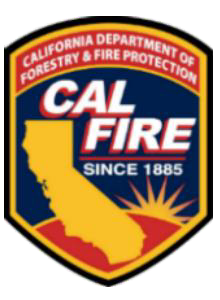 CALIFORNIA DEPARTMENT OF
FORESTRY & FIRE PROTECTION
CAL
FIRE
SINCE 1885